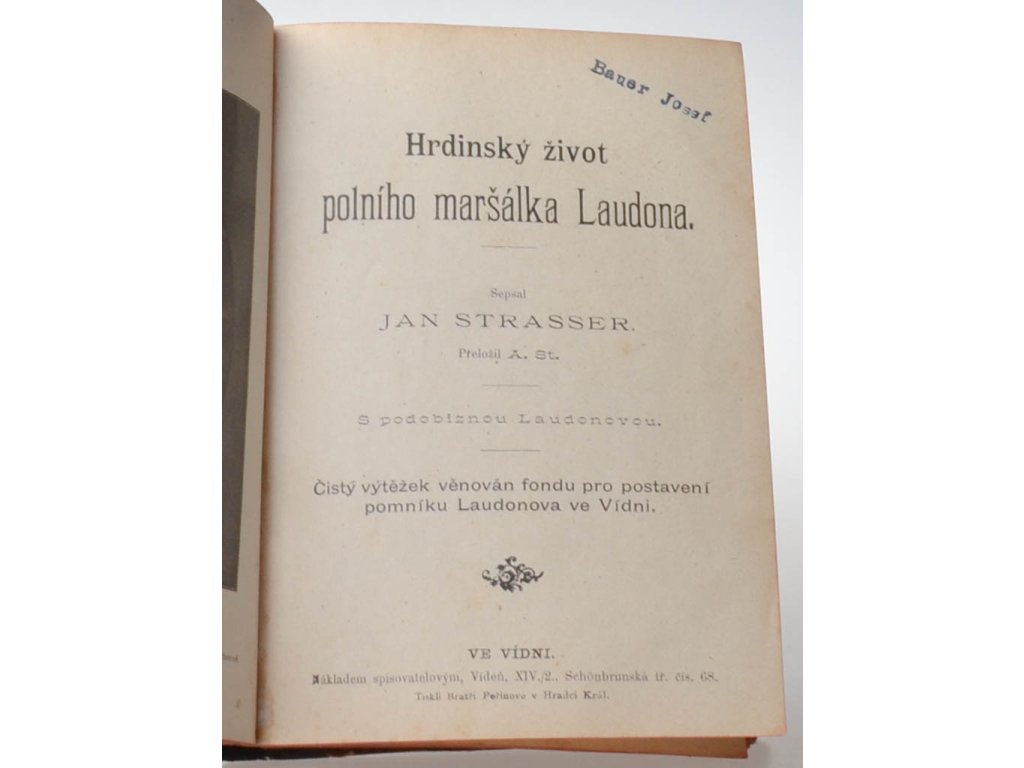 Bauer Josef
Hrdinský život
polního maršálka Laudona.
Sepsal
JAN STRASSER.
Přeložil A. St.
S podobiznou Laudonovou.
Čistý výtěžek věnován fondu pro postavení
pomníku Laudonova ve Vídni.
VE VÍDNI.
Nákladem spisovatelovým, Vídeň, XIV./2., Schönbrunská tř. čís. 68.
Tiskli Bratři Peřinové v Hradci Král.